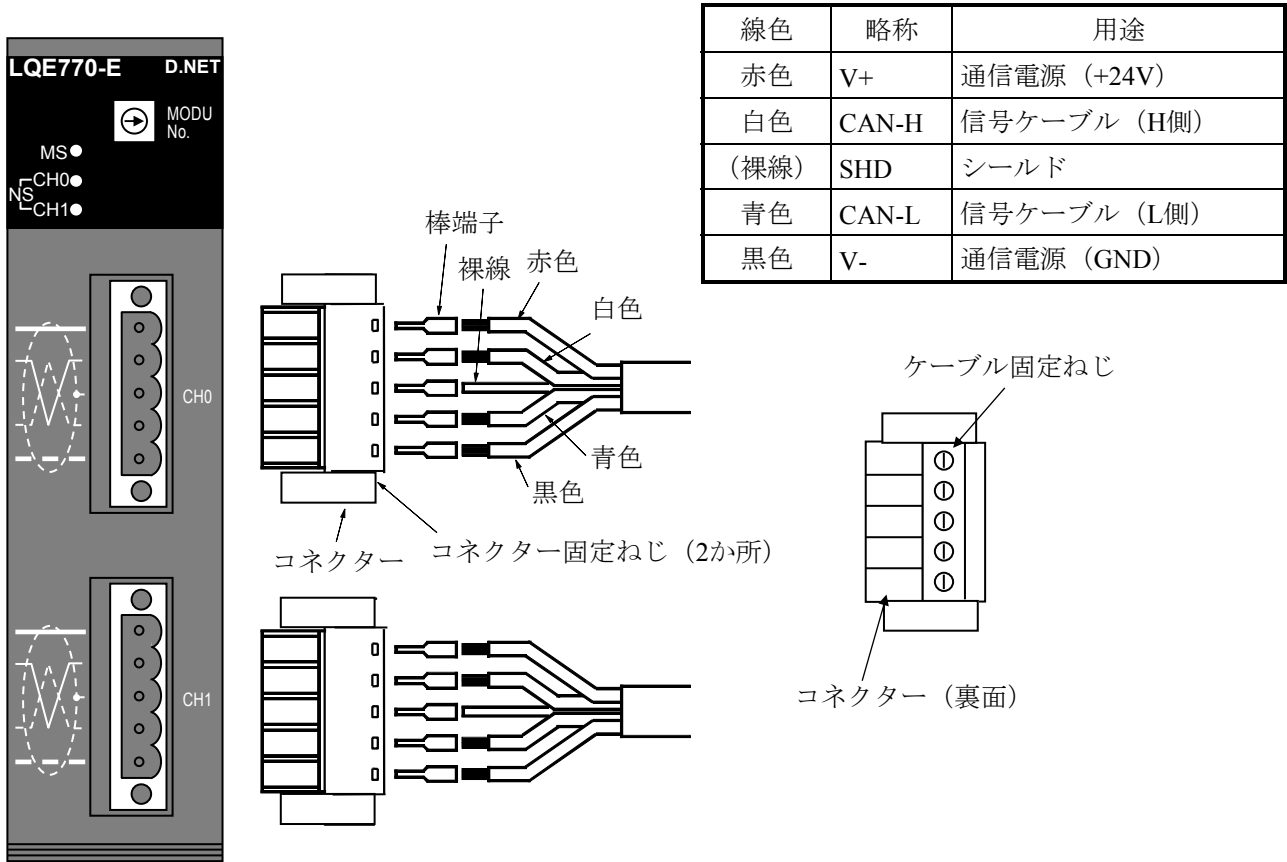 LQE770-E D.NET
MODU
No.
MS
NS
CH0
CH1
CH0
CH1
棒端子
裸線
赤色
白色
青色
黒色
コネクター
コネクター固定ねじ（2か所）
線色 略称 用途
赤色 V+ 通信電源（+24V）
白色 CAN-H 信号ケーブル（H側）
（裸線） SHD シールド
青色 CAN-L 信号ケーブル（L側）
黒色 V- 通信電源（GND）
ケーブル固定ねじ
コネクター（裏面）